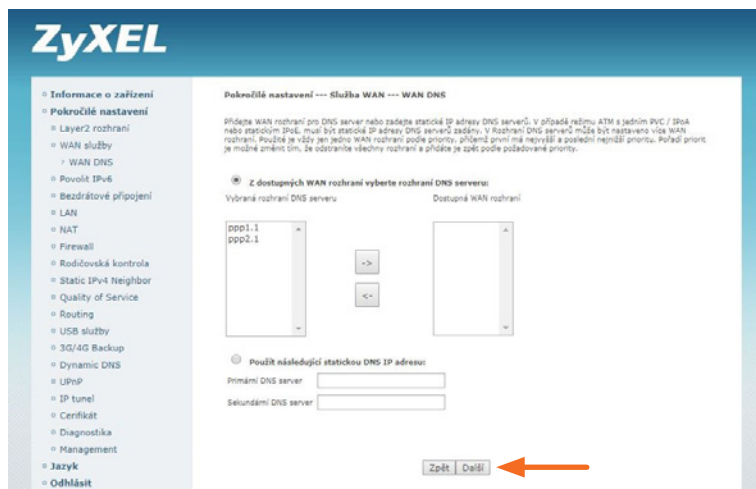 ZyXEL
Informace o zařízení
Pokročilé nastavení
Layer2 rozhraní
WAN služby
WAN DNS
Povolit IPv6
Bezdrátové připojení
LAN
NAT
Firewall
Rodičovská kontrola
Static IPv4 Neighbor
Quality of Service
Routing
USB služby
3G/4G Backup
Dynamic DNS
UPnP
IP tunel
Cerifikát
Diagnostika
Management
Jazyk
Odhlásit
Pokročilé nastavení --- Služba WAN --- WAN DNS
Přidejte WAN rozhraní pro DNS server nebo zadejte statické IP adresy DNS serverů. V případě režimu ATM s jedním PVC / IPoA
nebo statickým IPoE, musí být statické IP adresy DNS serverů zadány. V Rozhraní DNS serverů může být nastaveno více WAN
rozhraní. Použité je vždy jen jedno WAN rozhraní podle priority, přičemž první má nejvyšší a poslední nejnižší prioritu. Pořadí priorit
je možné změnit tím, že odstraníte všechny rozhraní a přidáte je zpět podle požadované priority.
Z dostupných WAN rozhraní vyberte rozhraní DNS serveru:
Vybraná rozhraní DNS serveru Dostupná WAN rozhraní
ppp1.1
ppp2.1
->
<-
Použít následující statickou DNS IP adresu:
Primární DNS server
Sekundární DNS server
Zpět Další